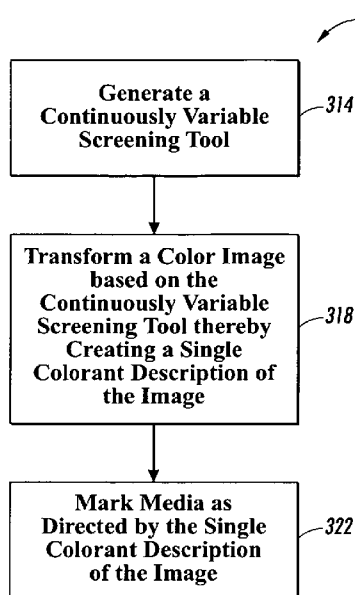 Generate a
Continuously Variable
Screening Tool
314
Transform a Color Image
based on the
Continuously Variable
Screening Tool thereby
Creating a Single
Colorant Description of
the Image
318
Mark Media as
Directed by the Single
Colorant Description
of the Image
322